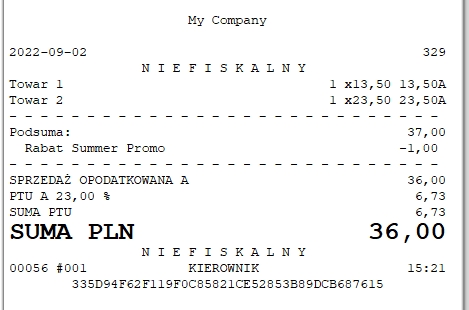 My Company
2022-09-02 329
N I E F I S K A L N Y
Towar 1 1 x13,50 13,50A
Towar 2 1 x23,50 23,50A
Podsuma: 37,00
Rabat Summer Promo -1,00
SPRZEDAŻ OPODATKOWANA A 36,00
PTU A 23,00 % 6,73
SUMA PTU 6,73
SUMA PLN 36,00
N I E F I S K A L N Y
00056 #001 KIEROWNIK 15:21
335D94F62F119F0C85821CE52853B89DCB687615